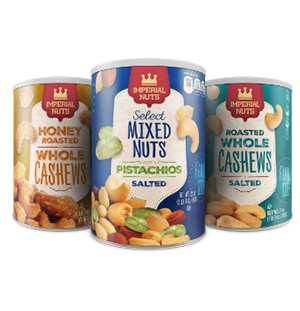 IMPERIAL
NUTS
HONEY
ROASTED
WHOLE
CASHEWS
IMPERIAL
NUTS
Select
MIXED
NUTS
PISTACHIOS
SALTED
IMPERIAL
NUTS
ROASTED
WHOLE
CASHEWS
SALTED